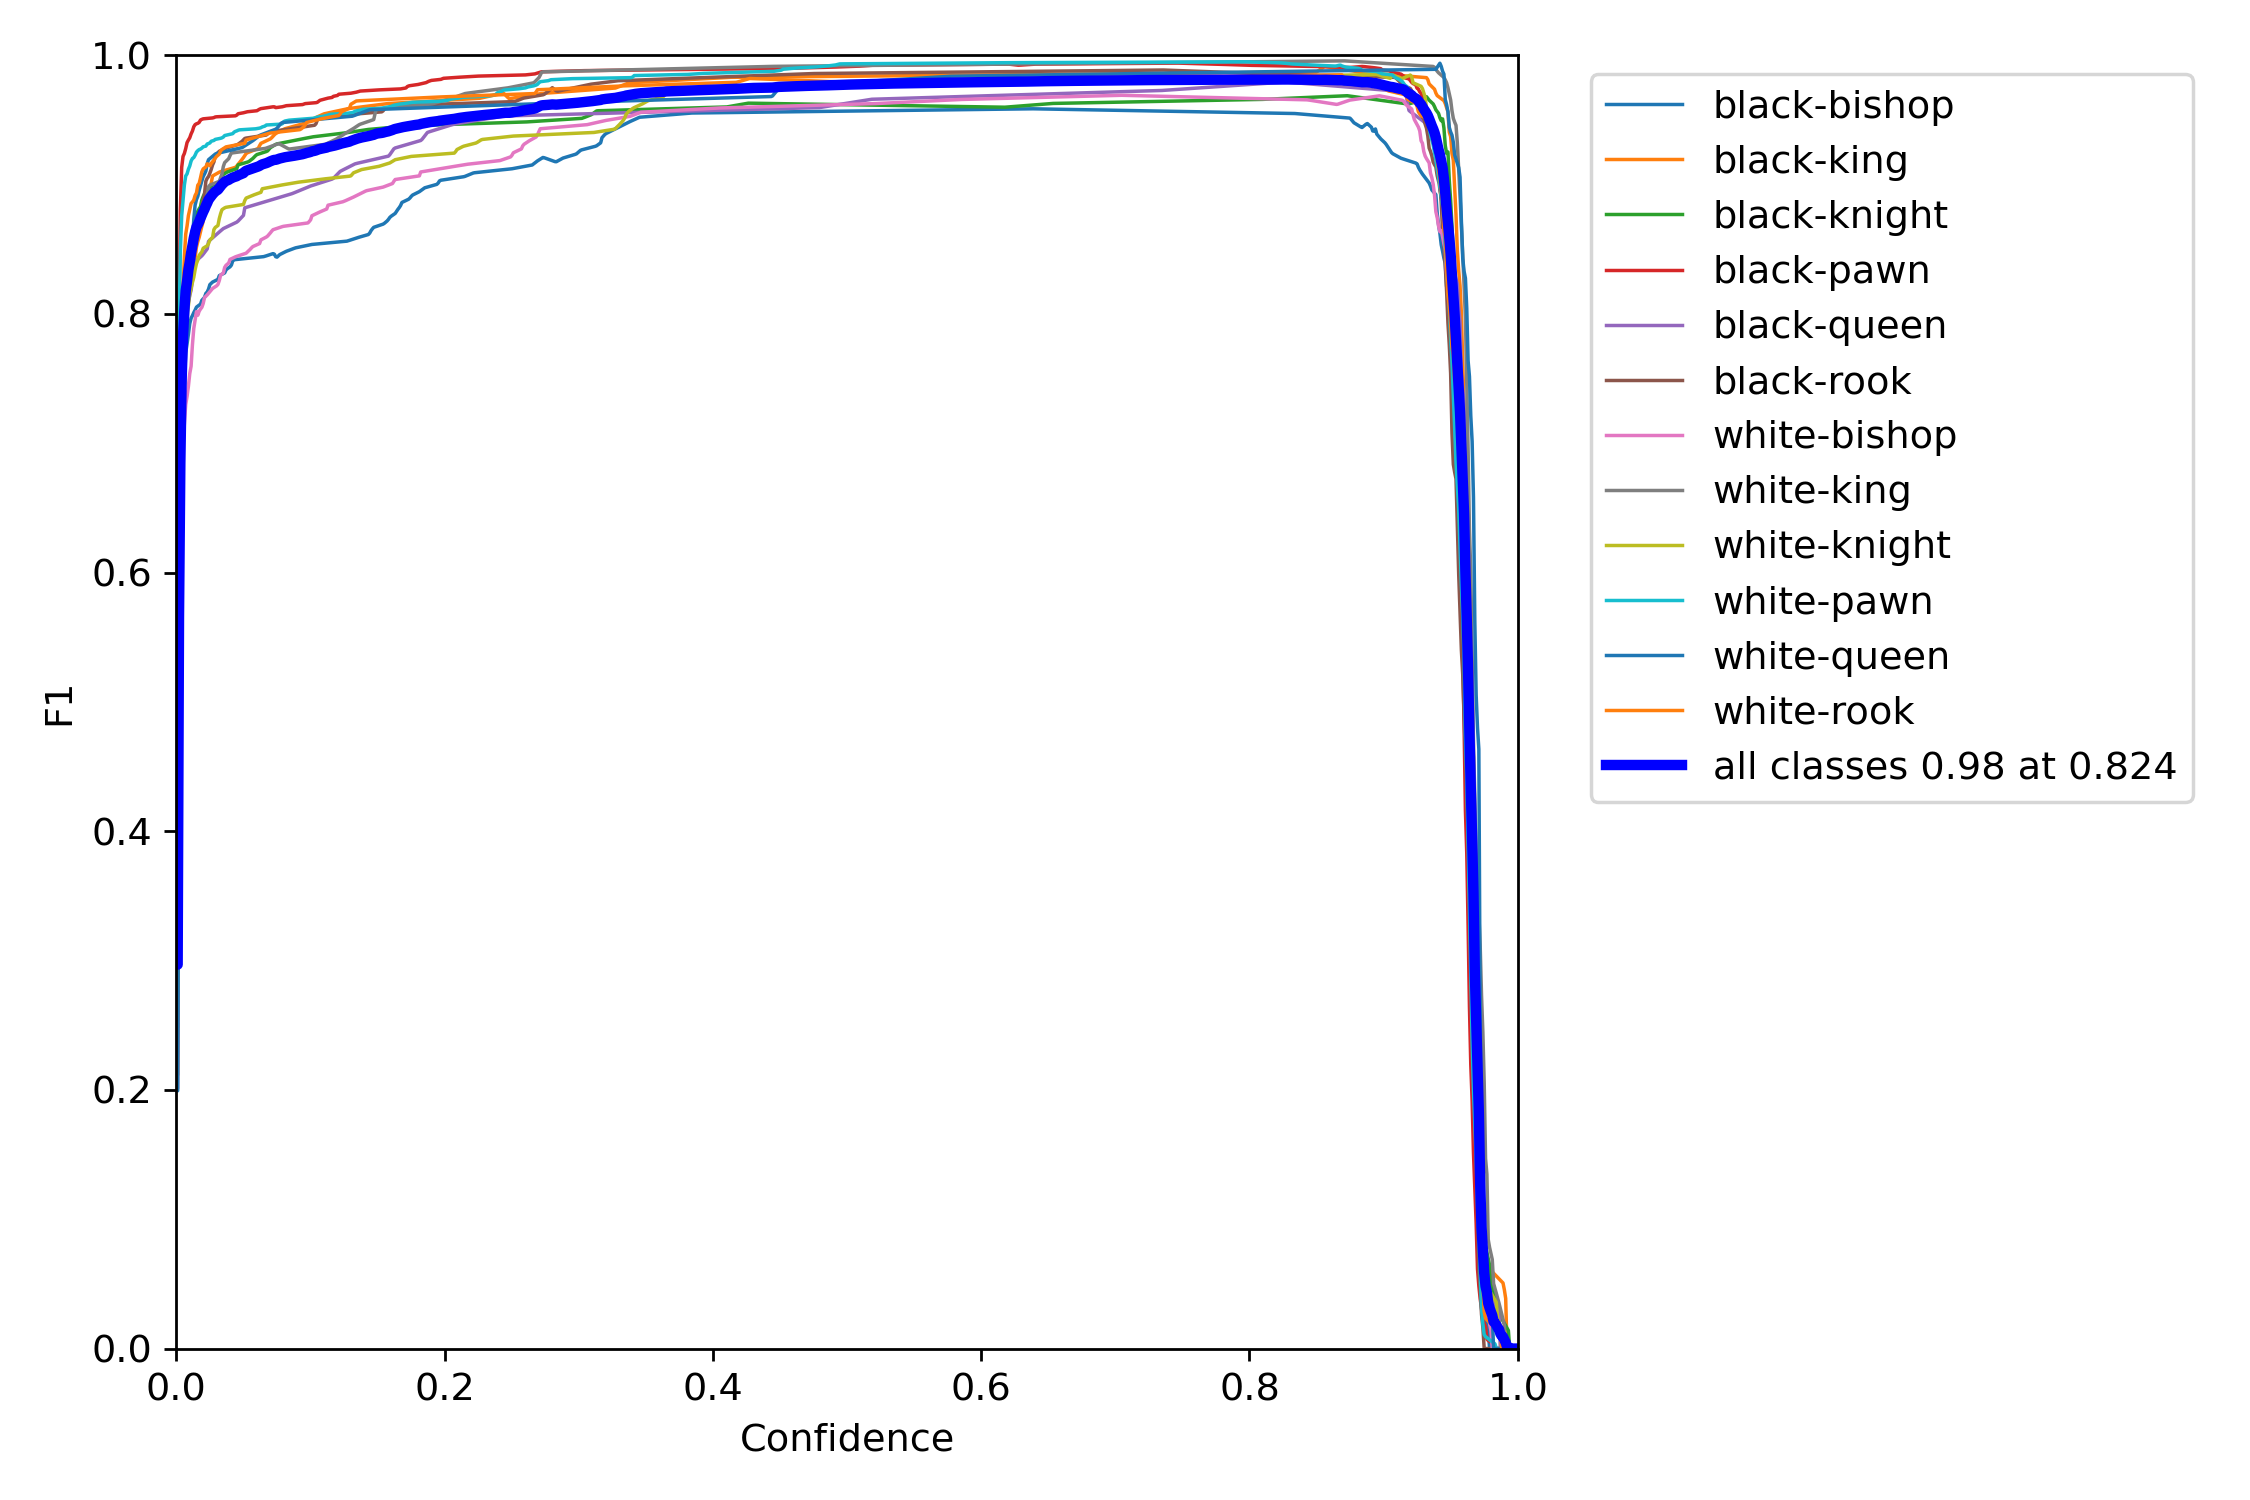 1.0
0.8
0.6
0.4
0.2
0.0
0.0 0.2 0.4 0.6 0.8 1.0
F1
Confidence
black-bishop
black-king
black-knight
black-pawn
black-queen
black-rook
white-bishop
white-king
white-knight
white-pawn
white-queen
white-rook
all classes 0.98 at 0.824